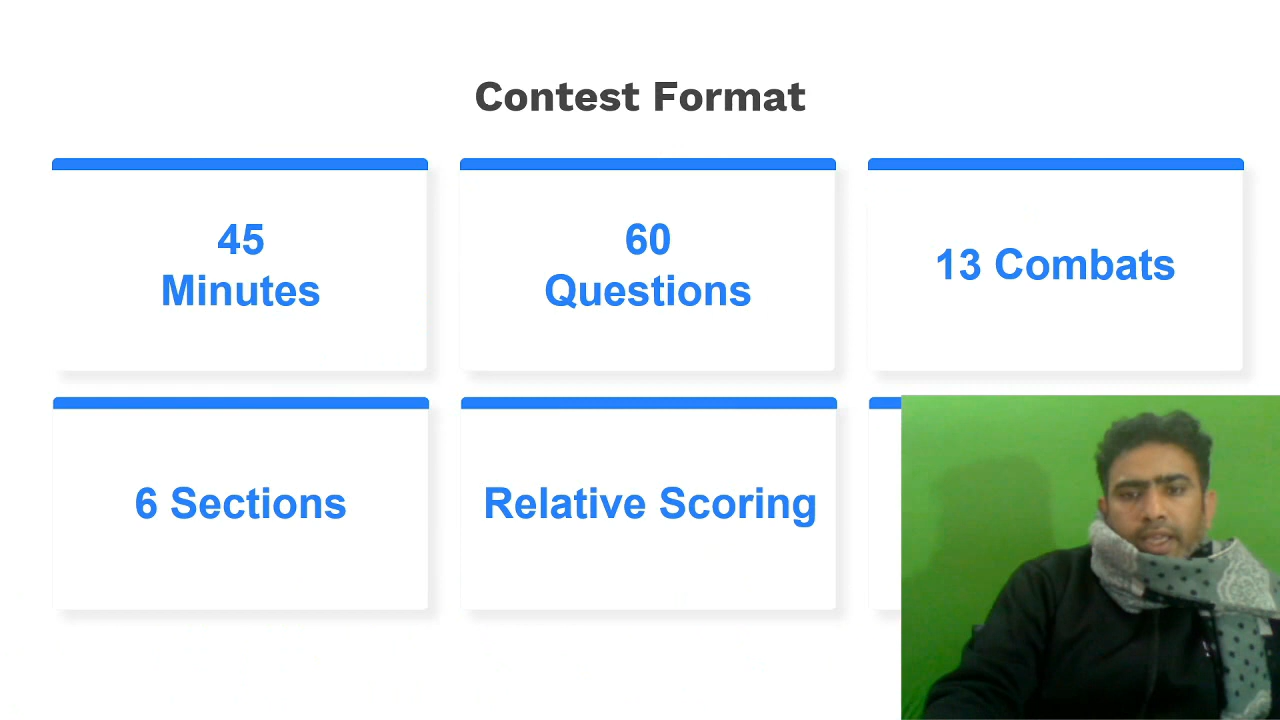 Contest Format
45
Minutes
60
Questions
13 Combats
6 Sections
Relative Scoring